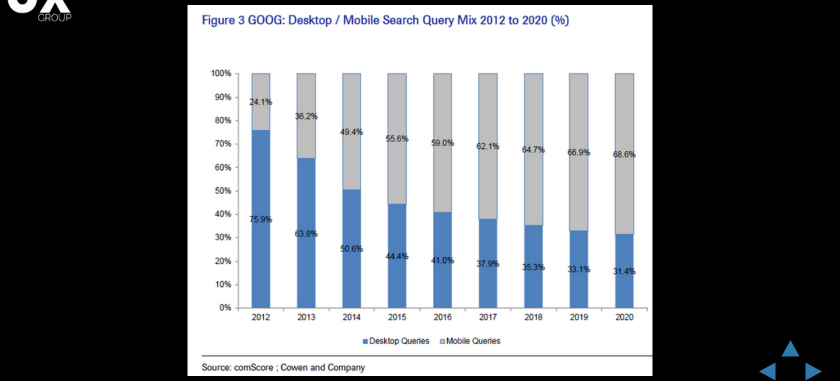 GROUP
Figure 3 GOOG: Desktop / Mobile Search Query Mix 2012 to 2020 (%)
100%
90%
80%
70%
60%
50%
40%
30%
20%
10%
0%
24.1% 36.2% 49.4% 55.6% 59.0% 62.1% 64.7% 66.9% 68.6%
75.9% 63.8% 50.6% 44.4% 41.0% 37.9% 35.3% 33.1% 31.4%
2012 2013 2014 2015 2016 2017 2018 2019 2020
Desktop Queries Mobile Queries
Source: comScore ; Cowen and Company